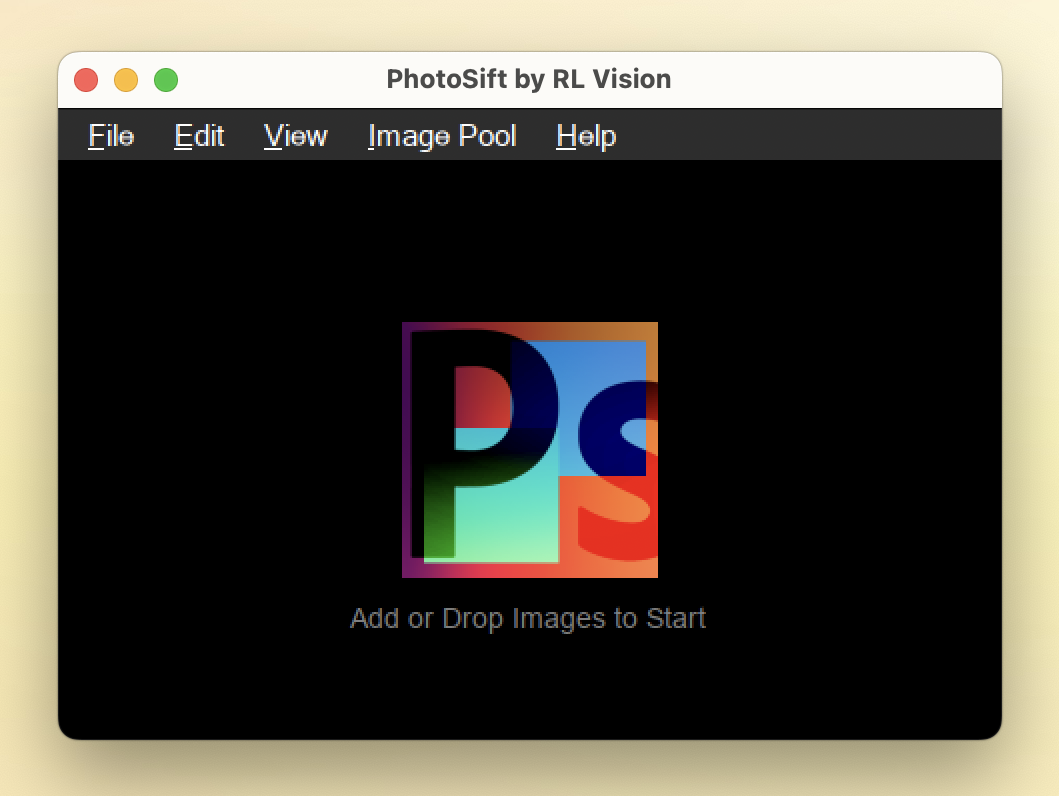 PhotoSift by RL Vision
File Edit View Image Pool Help
Ps
Add or Drop Images to Start